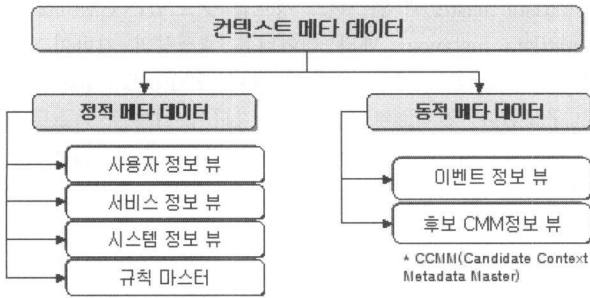 컨텍스트 메타 데이터
정적 메타 데이터
동적 메타 데이터
사용자 정보 뷰
서비스 정보 뷰
시스템 정보 뷰
규칙 마스터
이벤트 정보 뷰
후보 CMM정보 뷰
* CCMM(Candidate Context
Metadata Master)